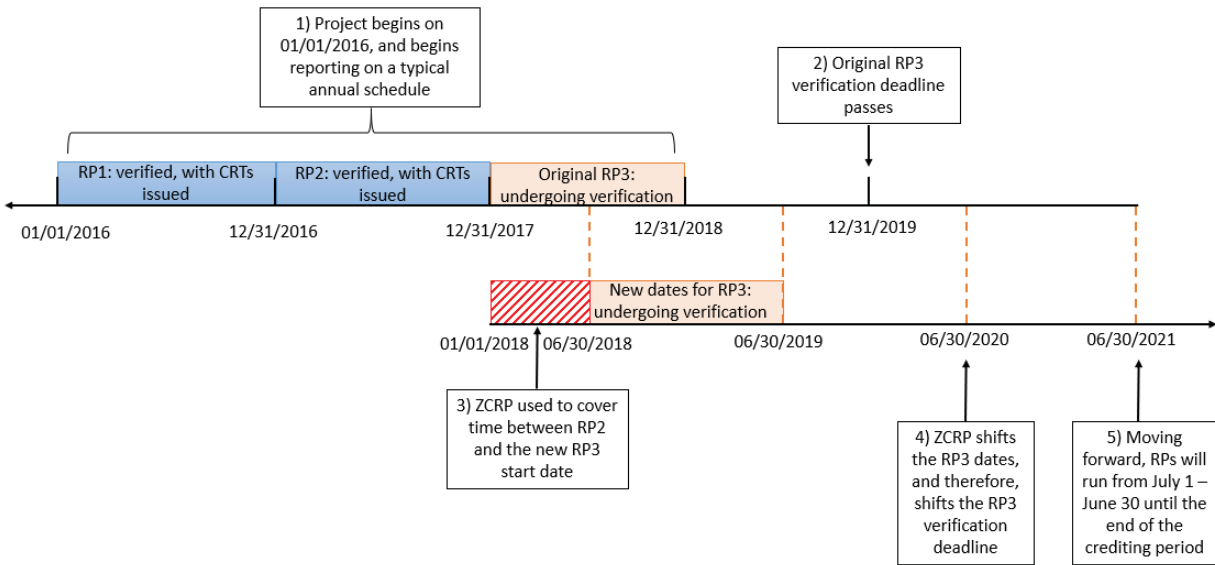 1) Project begins on
01/01/2016, and begins
reporting on a typical
annual schedule
2) Original RP3
verification deadline
passes
RP1: verified, with CRTs
issued
RP2: verified, with CRTs
issued
Original RP3:
undergoing verification
01/01/2016
12/31/2016
12/31/2017
12/31/2018
12/31/2019
New dates for RP3:
undergoing verification
01/01/2018
06/30/2018
06/30/2019
06/30/2020
06/30/2021
3) ZCRP used to cover
time between RP2
and the new RP3
start date
4) ZCRP shifts
the RP3 dates,
and therefore,
shifts the RP3
verification
deadline
5) Moving
forward, RPs will
run from July 1 –
June 30 until the
end of the
crediting period